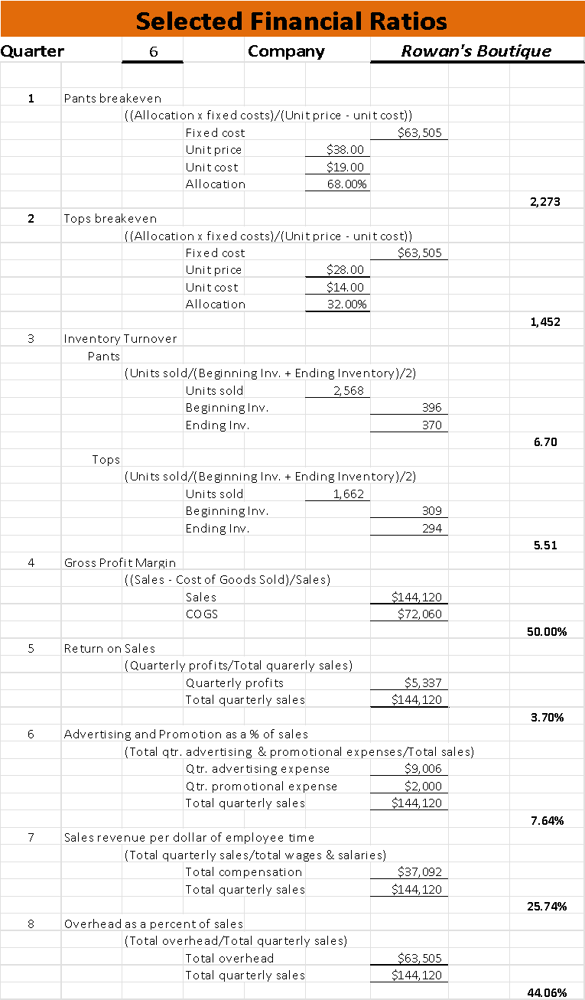 Selected Financial Ratios
Quarter 6 Company Rowan's Boutique
1 Pants breakeven
((Allocation x fixed costs)/(Unit price - unit cost))
Fixed cost $63,505
Unit price $38.00
Unit cost $19.00
Allocation 68.00%
2,273
2 Tops breakeven
((Allocation x fixed costs)/(Unit price - unit cost))
Fixed cost $63,505
Unit price $28.00
Unit cost $14.00
Allocation 32.00%
1,452
3 Inventory Turnover
Pants
(Units sold/(Beginning Inv. + Ending Inventory)/2)
Units sold 2,568
Beginning Inv. 396
Ending Inv. 370
6.70
Tops
(Units sold/(Beginning Inv. + Ending Inventory)/2)
Units sold 1,662
Beginning Inv. 309
Ending Inv. 294
5.51
4 Gross Profit Margin
((Sales - Cost of Goods Sold)/Sales)
Sales $144,120
COGS $72,060
50.00%
5 Return on Sales
(Quarterly profits/Total quarerly sales)
Quarterly profits $5,337
Total quarterly sales $144,120
3.70%
6 Advertising and Promotion as a % of sales
(Total qtr. advertising & promotional expenses/Total sales)
Qtr. advertising expense $9,006
Qtr. promotional expense $2,000
Total quarterly sales $144,120
7.64%
7 Sales revenue per dollar of employee time
(Total quarterly sales/total wages & salaries)
Total compensation $37,092
Total quarterly sales $144,120
25.74%
8 Overhead as a percent of sales
(Total overhead/Total quarterly sales)
Total overhead $63,505
Total quarterly sales $144,120
44.06%